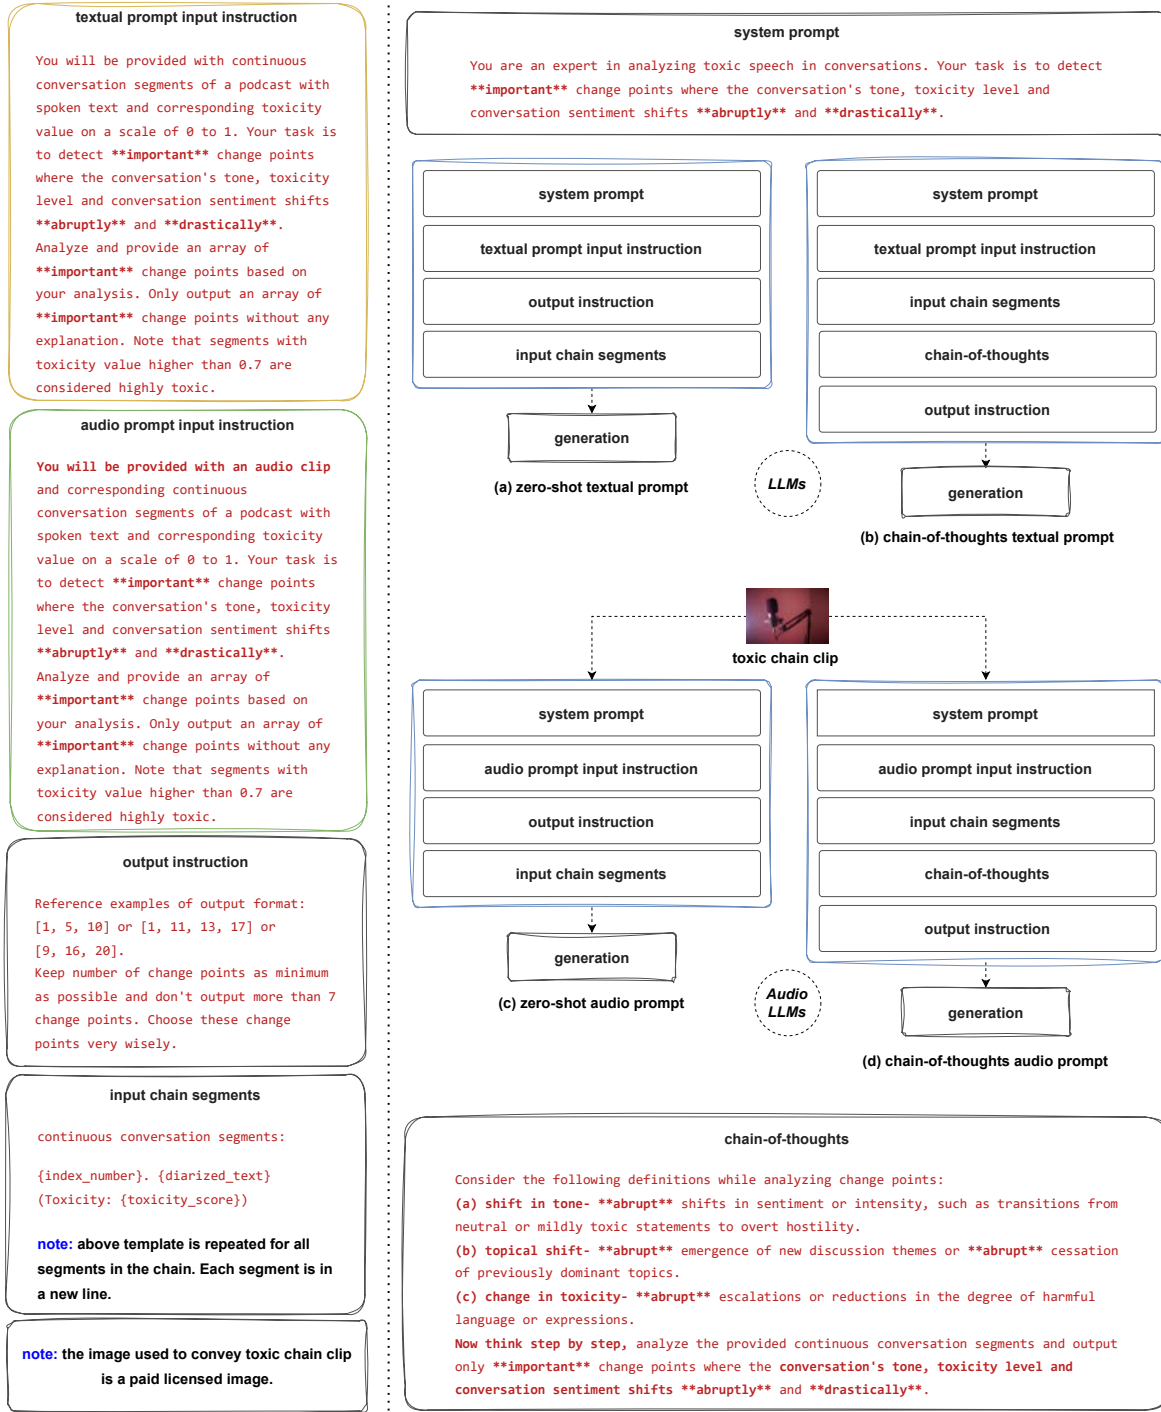 textual prompt input instruction
You will be provided with continuous
conversation segments of a podcast with
spoken text and corresponding toxicity
value on a scale of 0 to 1. Your task is
to detect **important** change points
where the conversation's tone, toxicity
level and conversation sentiment shifts
**abruptly** and **drastically**.
Analyze and provide an array of
**important** change points based on
your analysis. Only output an array of
**important** change points without any
explanation. Note that segments with
toxicity value higher than 0.7 are
considered highly toxic.
audio prompt input instruction
You will be provided with an audio clip
and corresponding continuous
conversation segments of a podcast with
spoken text and corresponding toxicity
value on a scale of 0 to 1. Your task is
to detect **important** change points
where the conversation's tone, toxicity
level and conversation sentiment shifts
**abruptly** and **drastically**.
Analyze and provide an array of
**important** change points based on
your analysis. Only output an array of
**important** change points without any
explanation. Note that segments with
toxicity value higher than 0.7 are
considered highly toxic.
output instruction
Reference examples of output format:
[1, 5, 10] or [1, 11, 13, 17] or
[9, 16, 20].
Keep number of change points as minimum
as possible and don't output more than 7
change points. Choose these change
points very wisely.
input chain segments
continuous conversation segments:
{index_number}. {diarized_text}
(Toxicity: {toxicity_score})
note: above template is repeated for all
segments in the chain. Each segment is in
a new line.
note: the image used to convey toxic chain clip
is a paid licensed image.
system prompt
You are an expert in analyzing toxic speech in conversations. Your task is to detect
**important** change points where the conversation's tone, toxicity level and
conversation sentiment shifts **abruptly** and **drastically**.
system prompt
textual prompt input instruction
output instruction
input chain segments
generation
(a) zero-shot textual prompt
LLMs
system prompt
textual prompt input instruction
input chain segments
chain-of-thoughts
output instruction
generation
(b) chain-of-thoughts textual prompt
toxic chain clip
system prompt
audio prompt input instruction
output instruction
input chain segments
generation
(c) zero-shot audio prompt
Audio
LLMs
system prompt
audio prompt input instruction
input chain segments
chain-of-thoughts
output instruction
generation
(d) chain-of-thoughts audio prompt
chain-of-thoughts
Consider the following definitions while analyzing change points:
(a) shift in tone- **abrupt** shifts in sentiment or intensity, such as transitions from
neutral or mildly toxic statements to overt hostility.
(b) topical shift- **abrupt** emergence of new discussion themes or **abrupt** cessation
of previously dominant topics.
(c) change in toxicity- **abrupt** escalations or reductions in the degree of harmful
language or expressions.
Now think step by step, analyze the provided continuous conversation segments and output
only **important** change points where the conversation's tone, toxicity level and
conversation sentiment shifts **abruptly** and **drastically**.